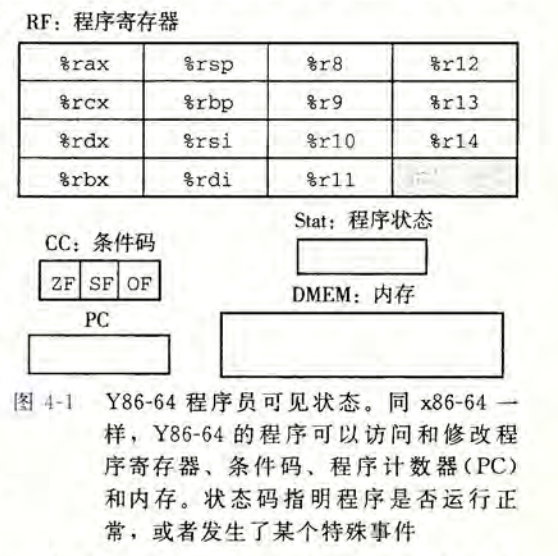 RF：程序寄存器
%rax %rsp %r8 %r12
%rcx %rbp %r9 %r13
%rdx %rsi %r10 %r14
%rbx %rdi %r11
Stat：程序状态
CC：条件码
ZF SF OF
DMEM：内存
PC
图 4-1 Y86-64 程序员可见状态。同 x86-64 一
样，Y86-64 的程序可以访问和修改程
序寄存器、条件码、程序计数器(PC)
和内存。状态码指明程序是否运行正
常，或者发生了某个特殊事件